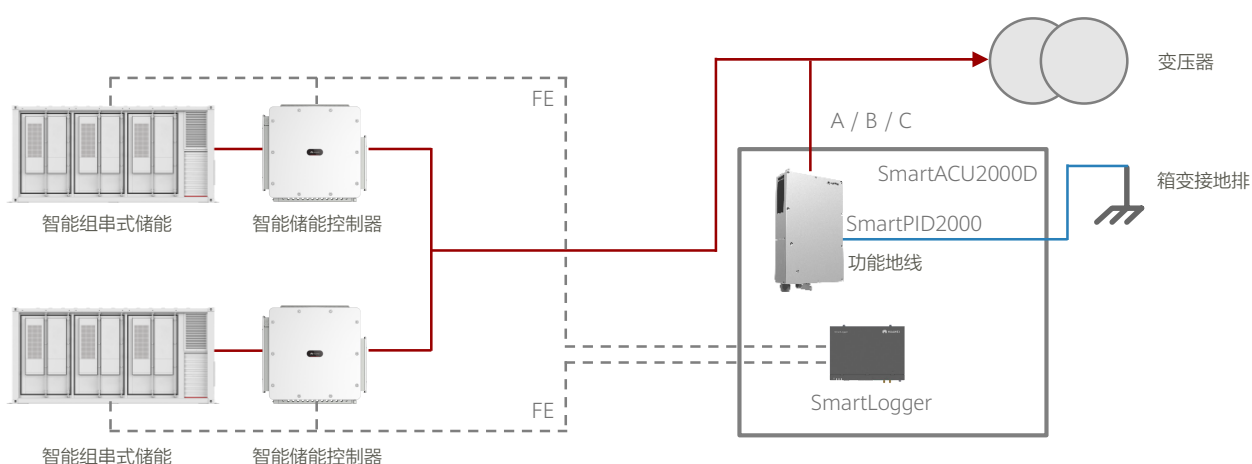 变压器
FE
A / B / C
SmartACU2000D
箱变接地排
智能组串式储能
智能储能控制器
SmartPID2000
功能地线
SmartLogger
FE
智能组串式储能
智能储能控制器